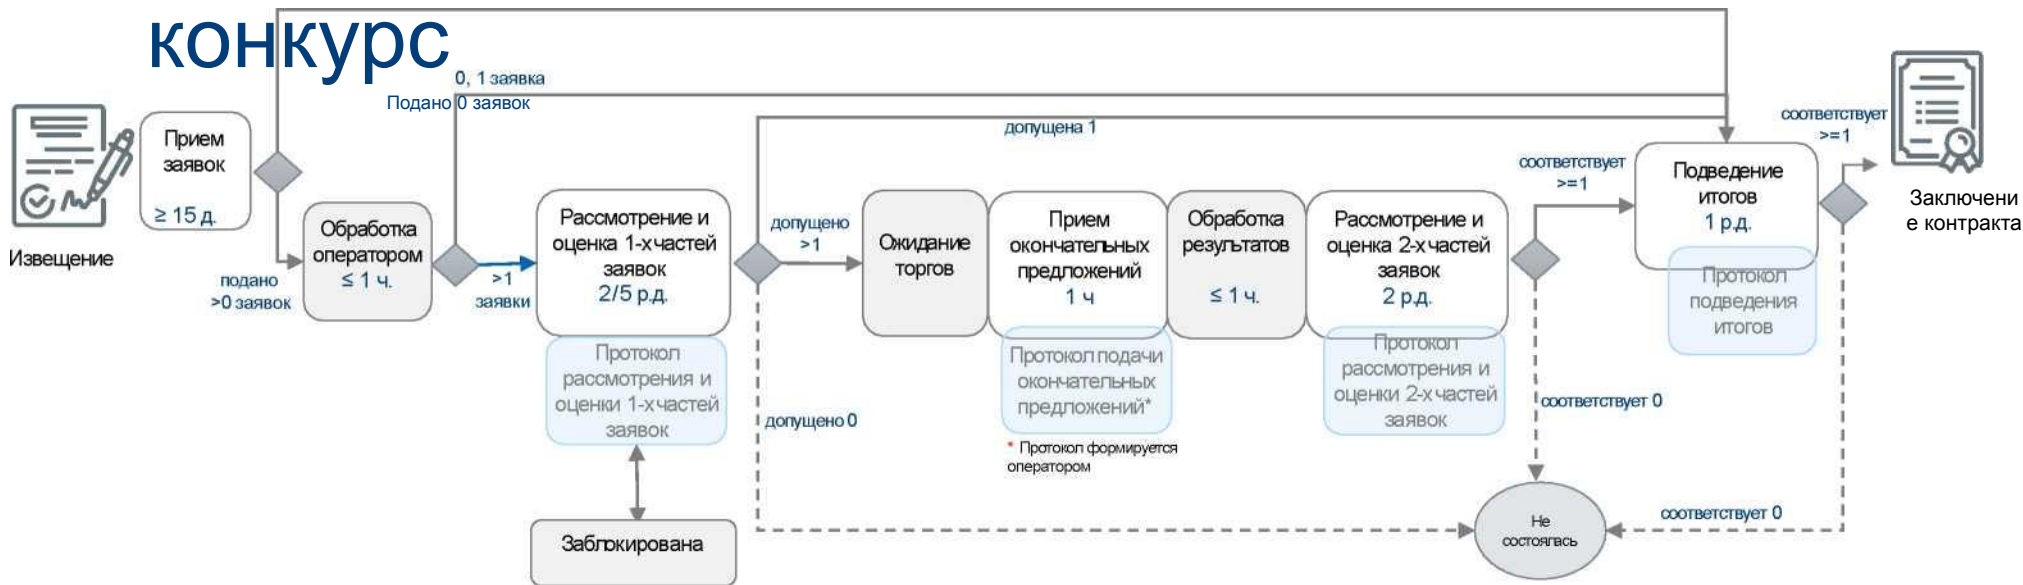 конкурс
0, 1 заявка
Подано 0 заявок
Извещение
Прием
заявок
≥ 15 д.
подано
>0 заявок
Обработка
оператором
≤ 1 ч.
>1
заявки
Рассмотрение и
оценка 1-х частей
заявок
2/5 р.д.
Протокол
рассмотрения и
оценки 1-х частей
заявок
Заблокирована
допущена 1
допущено
>1
допущено 0
Ожидание
торгов
Прием
окончательных
предложений
1 ч
Протокол подачи
окончательных
предложений*
* Протокол формируется
оператором
Обработка
результатов
≤ 1 ч.
Рассмотрение и
оценка 2-х частей
заявок
2 р.д.
Протокол
рассмотрения и
оценки 2-х частей
заявок
соответствует
>=1
соответствует 0
Не
состоялась
Подведение
итогов
1 р.д.
Протокол
подведения
итогов
соответствует
>=1
соответствует 0
Заключени
е контракта